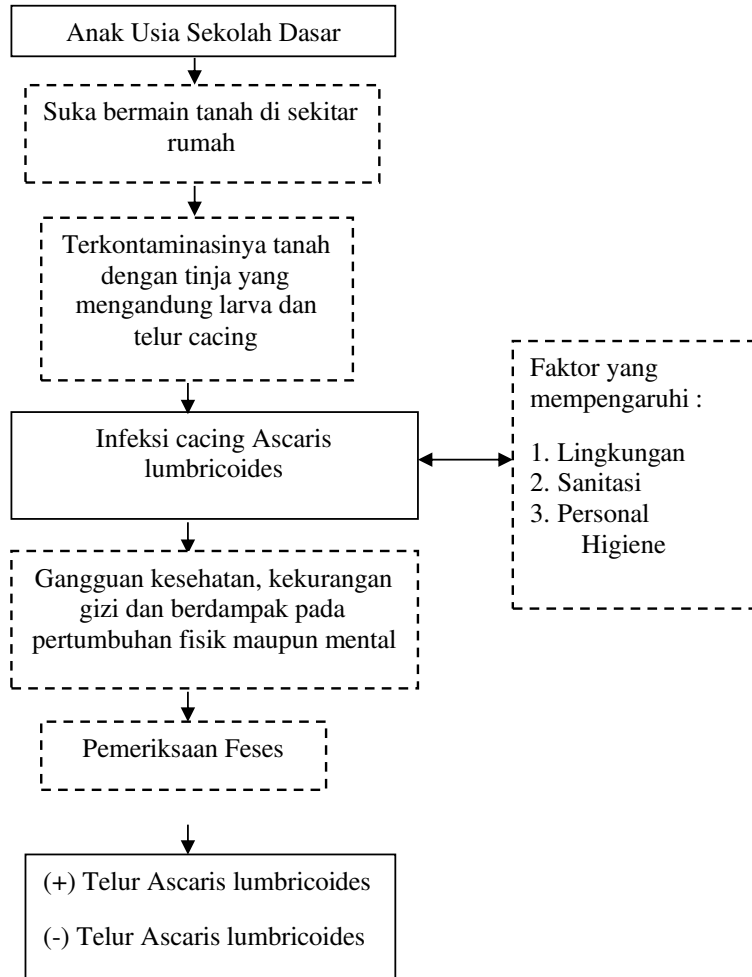 Anak Usia Sekolah Dasar
Suka bermain tanah di sekitar
rumah
Terkontaminasinya tanah
dengan tinja yang
mengandung larva dan
telur cacing
Infeksi cacing Ascaris
lumbricoides
Faktor yang
mempengaruhi :
1. Lingkungan
2. Sanitasi
3. Personal
Higiene
Gangguan kesehatan, kekurangan
gizi dan berdampak pada
pertumbuhan fisik maupun mental
Pemeriksaan Feses
(+) Telur Ascaris lumbricoides
(-) Telur Ascaris lumbricoides